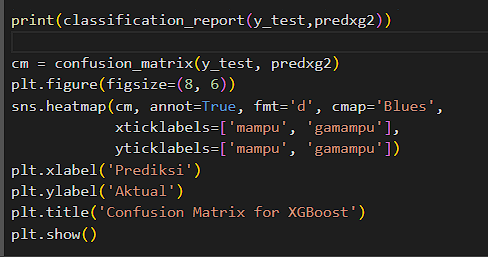 print(classification_report(y_test,predxg2))
cm = confusion_matrix(y_test, predxg2)
plt.figure(figsize=(8, 6))
sns.heatmap(cm, annot=True, fmt='d', cmap='Blues',
            xticklabels=['mampu', 'gamampu'],
            yticklabels=['mampu', 'gamampu'])
plt.xlabel('Prediksi')
plt.ylabel('Aktual')
plt.title('Confusion Matrix for XGBoost')
plt.show()